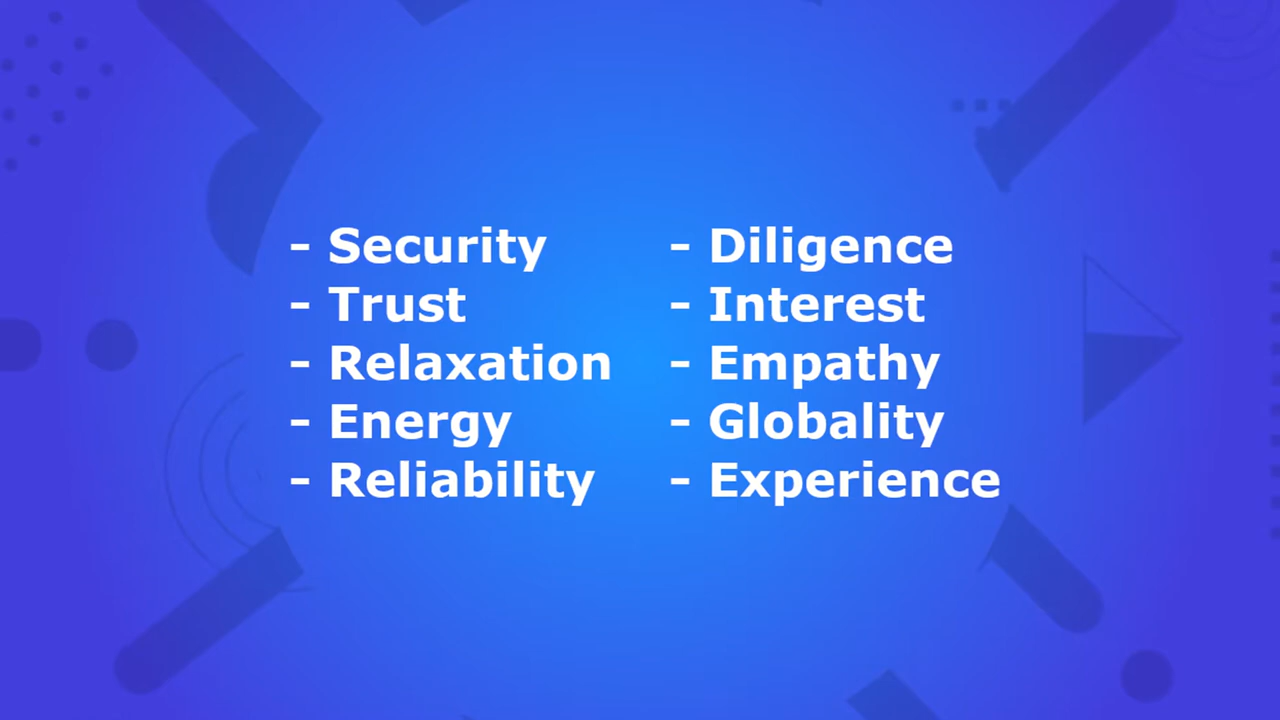 - Security
- Trust
- Relaxation
- Energy
- Reliability
- Diligence
- Interest
- Empathy
- Globality
- Experience